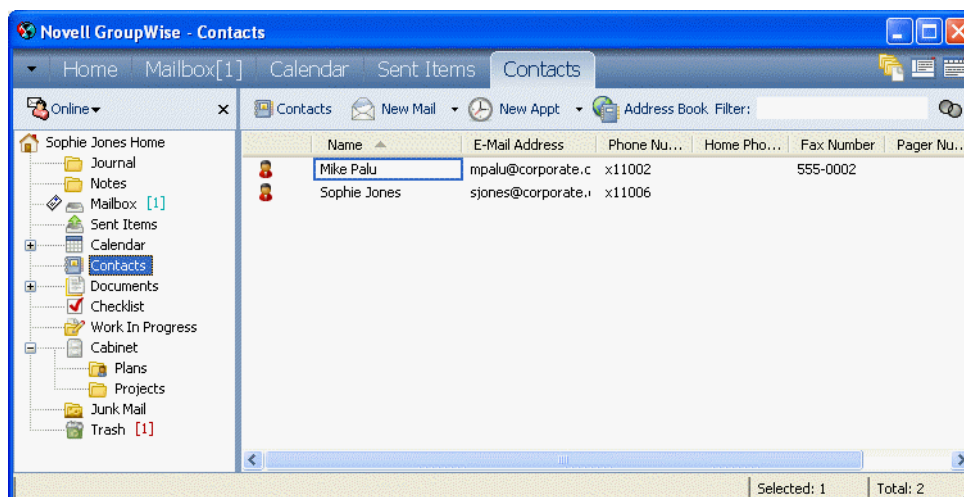 Novell GroupWise - Contacts
Home Mailbox[1] Calendar Sent Items Contacts
Online Contacts New Mail New Appt Address Book Filter:
Sophie Jones Home
Journal
Notes
Mailbox [1]
Sent Items
Calendar
Contacts
Documents
Checklist
Work In Progress
Cabinet
Plans
Projects
Junk Mail
Trash [1]
Name E-Mail Address Phone Nu... Home Pho... Fax Number Pager Nu...
Mike Palu mpalu@corporate.c x11002 555-0002
Sophie Jones sjones@corporate. x11006
Selected: 1 Total: 2